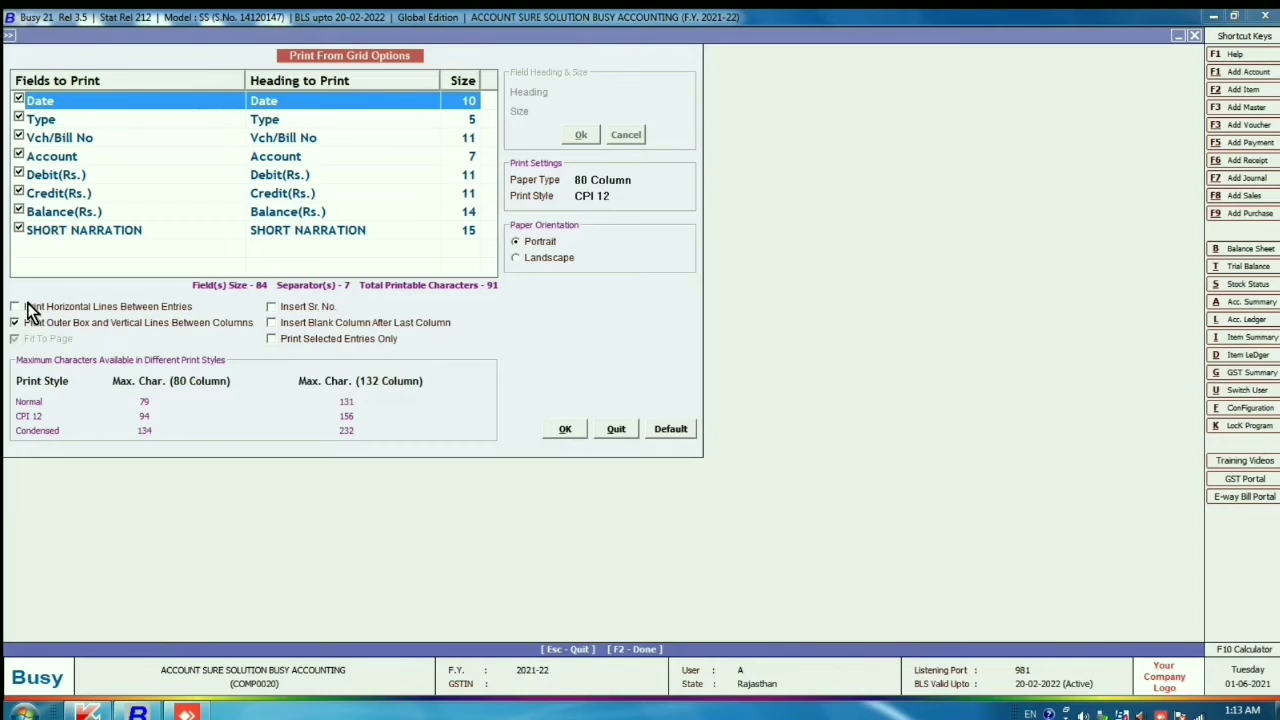 Busy 21 Rel 3.5 | Stat Rel 212 | Model : SS (S.No. 14120147) | BLS upto 20-02-2022 | Global Edition | ACCOUNT SURE SOLUTION BUSY ACCOUNTING (F.Y. 2021-22)
>>
Print From Grid Options
Fields to Print Heading to Print Size
Date Date 10
Type Type 5
Vch/Bill No Vch/Bill No 11
Account Account 7
Debit(Rs.) Debit(Rs.) 11
Credit(Rs.) Credit(Rs.) 11
Balance(Rs.) Balance(Rs.) 14
SHORT NARRATION SHORT NARRATION 15
Field(s) Size - 84 Separator(s) - 7 Total Printable Characters - 91
Field Heading & Size
Heading
Size
Ok Cancel
Print Settings
Paper Type 80 Column
Print Style CPI 12
Paper Orientation
Portrait
Landscape
Print Horizontal Lines Between Entries Insert Sr. No.
Print Outer Box and Vertical Lines Between Columns Insert Blank Column After Last Column
Fit To Page Print Selected Entries Only
Maximum Characters Available in Different Print Styles
Print Style Max. Char. (80 Column) Max. Char. (132 Column)
Normal 79 131
CPI 12 94 156
Condensed 134 232
OK Quit Default
Shortcut Keys
F1 Help
F1 Add Account
F2 Add Item
F3 Add Master
F3 Add Voucher
F5 Add Payment
F6 Add Receipt
F7 Add Journal
F8 Add Sales
F9 Add Purchase
B Balance Sheet
T Trial Balance
S Stock Status
A Acc. Summary
L Acc. Ledger
I Item Summary
D Item LeDger
G GST Summary
U Switch User
F ConFiguration
K LocK Program
Training Videos
GST Portal
E-way Bill Portal
[ Esc - Quit ] [ F2 - Done ]
F10 Calculator
Busy
ACCOUNT SURE SOLUTION BUSY ACCOUNTING
(COMP0020)
F.Y. : 2021-22
GSTIN :
User : A
State : Rajasthan
Listening Port : 981
BLS Valid Upto : 20-02-2022 (Active)
Your
Company
Logo
Tuesday
01-06-2021
EN
1:13 AM